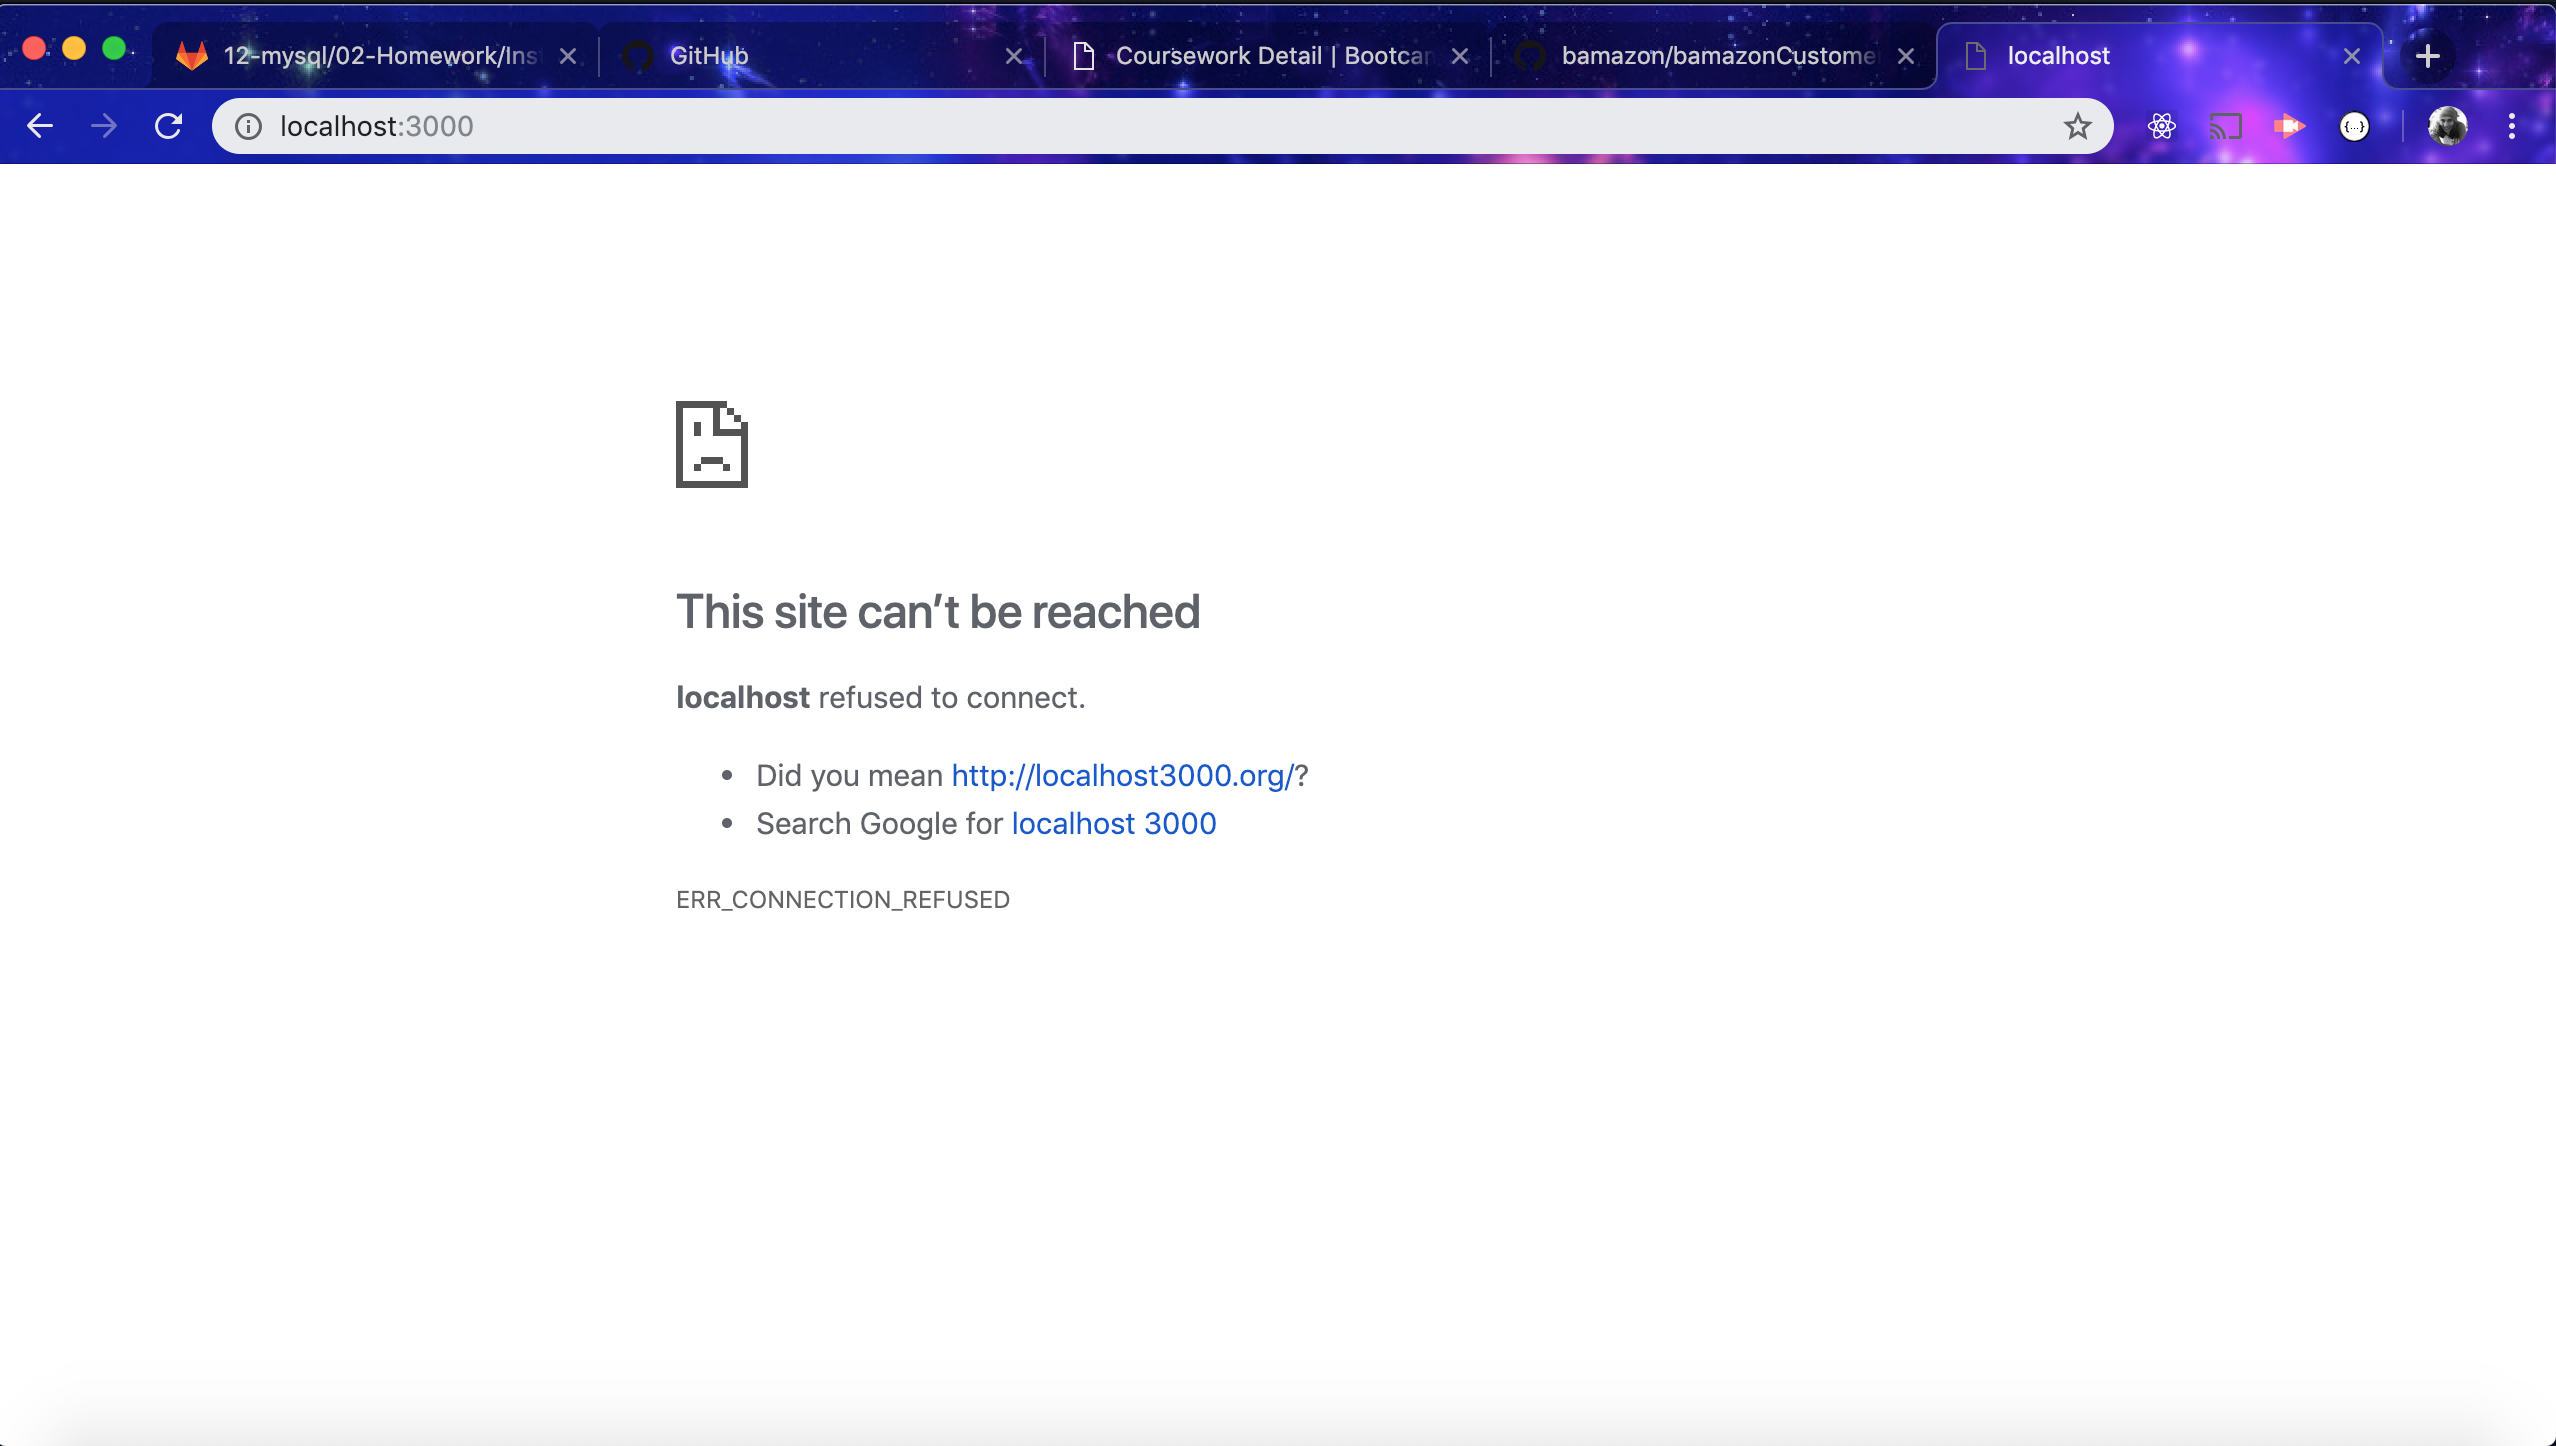 12-mysql/02-Homework/Ins
GitHub
Coursework Detail | Bootcar
bamazon/bamazonCustome
localhost
localhost:3000
{...}
This site can’t be reached
localhost refused to connect.
• Did you mean http://localhost3000.org/?
• Search Google for localhost 3000
ERR_CONNECTION_REFUSED